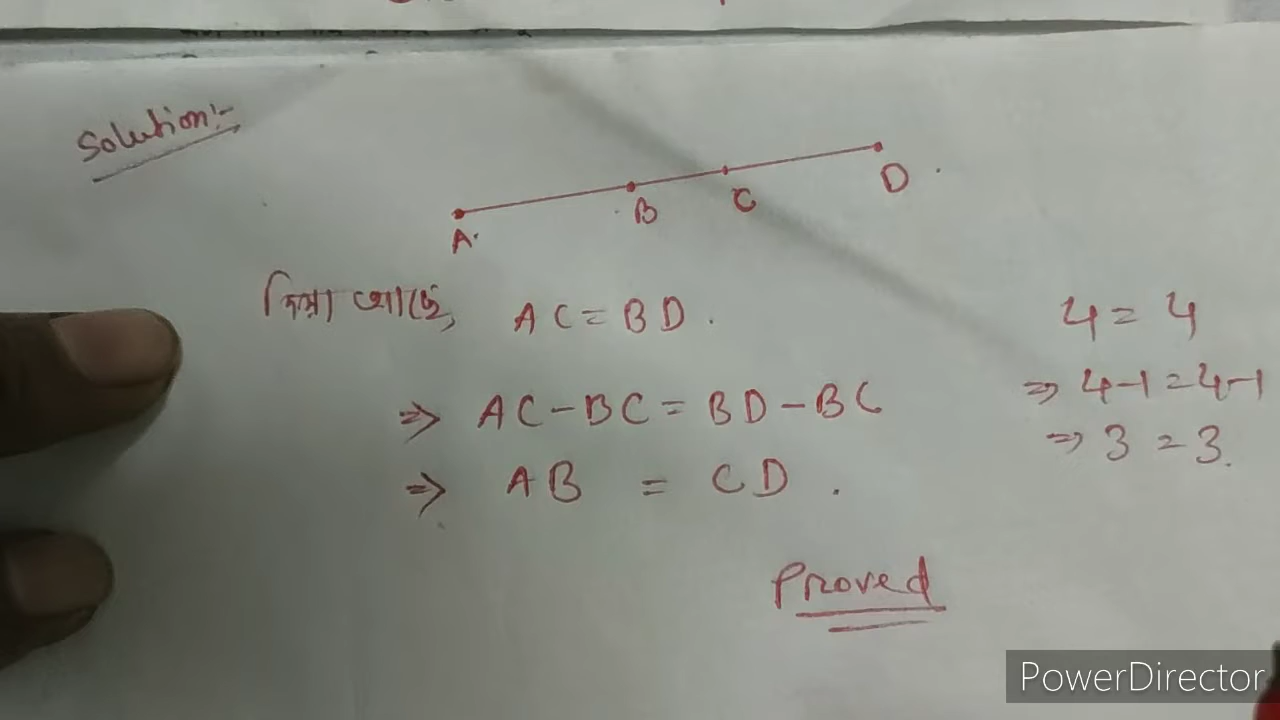 Solution:-
A B C D
দিয়া আছে, AC = BD.
⇒ AC - BC = BD - BC
⇒ AB = CD.
Proved
4 = 4
⇒ 4-1 = 4-1
⇒ 3 = 3.
PowerDirector